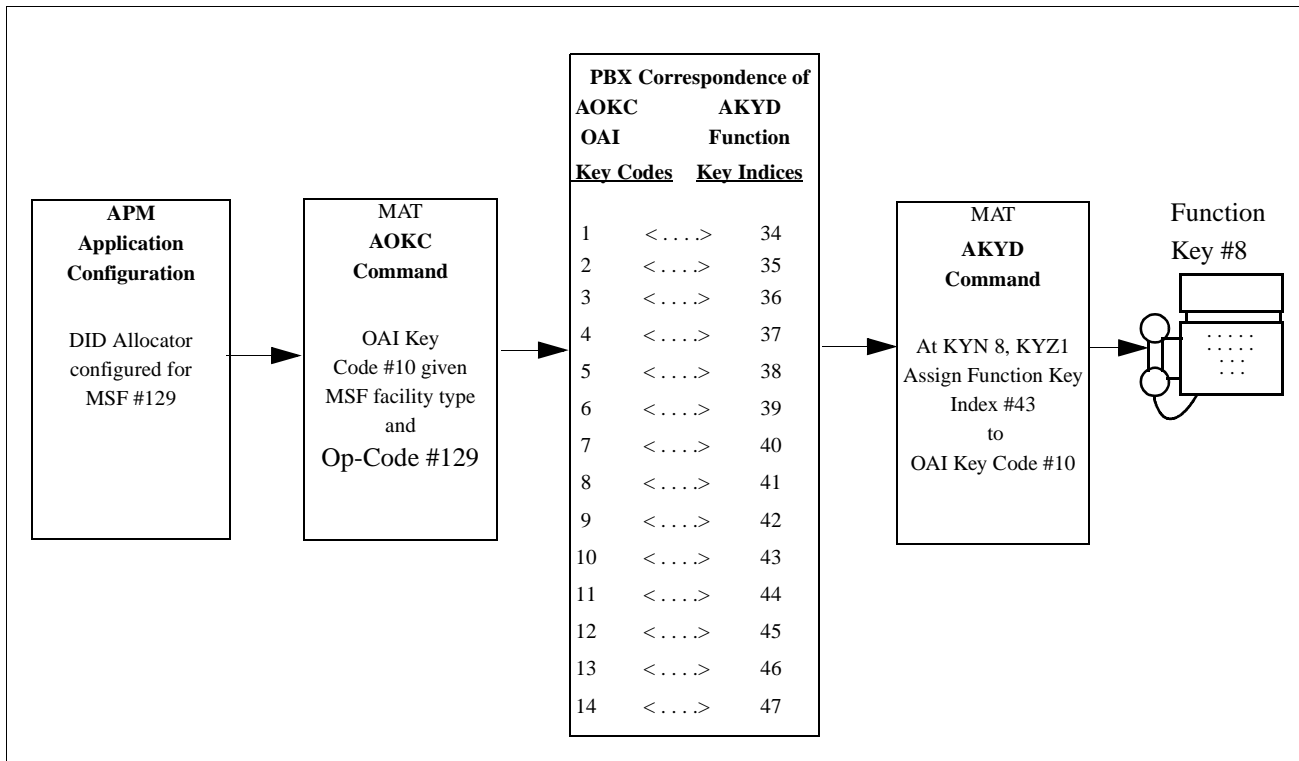 APM
Application
Configuration
DID Allocator
configured for
MSF #129
MAT
AOKC
Command
OAI Key
Code #10 given
MSF facility type
and
Op-Code #129
PBX Correspondence of
AOKC AKYD
OAI Function
Key Codes Key Indices
1 < . . . .> 34
2 < . . . .> 35
3 < . . . .> 36
4 < . . . .> 37
5 < . . . .> 38
6 < . . . .> 39
7 < . . . .> 40
8 < . . . .> 41
9 < . . . .> 42
10 < . . . .> 43
11 < . . . .> 44
12 < . . . .> 45
13 < . . . .> 46
14 < . . . .> 47
MAT
AKYD
Command
At KYN 8, KYZ1
Assign Function Key
Index #43
to
OAI Key Code #10
Function
Key #8